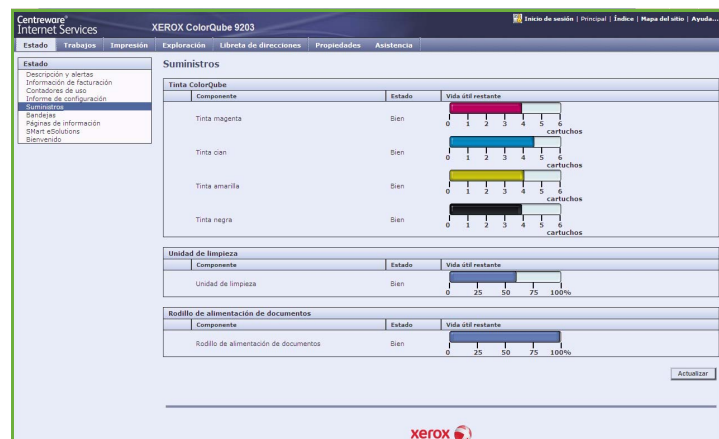 Centreware®
Internet Services
XEROX ColorQube 9203
Inicio de sesión | Principal | Índice | Mapa del sitio | Ayuda...
Estado Trabajos Impresión Exploración Libreta de direcciones Propiedades Asistencia
Estado
Descripción y alertas
Información de facturación
Contadores de uso
Informe de configuración
Suministros
Bandejas
Páginas de información
SMart eSolutions
Bienvenido
Suministros
Tinta ColorQube
Componente Estado Vida útil restante
Tinta magenta Bien
0 1 2 3 4 5 6
cartuchos
Tinta cian Bien
0 1 2 3 4 5 6
cartuchos
Tinta amarilla Bien
0 1 2 3 4 5 6
cartuchos
Tinta negra Bien
0 1 2 3 4 5 6
cartuchos
Unidad de limpieza
Componente Estado Vida útil restante
Unidad de limpieza Bien
0 25 50 75 100%
Rodillo de alimentación de documentos
Componente Estado Vida útil restante
Rodillo de alimentación de documentos Bien
0 25 50 75 100%
Actualizar
xerox